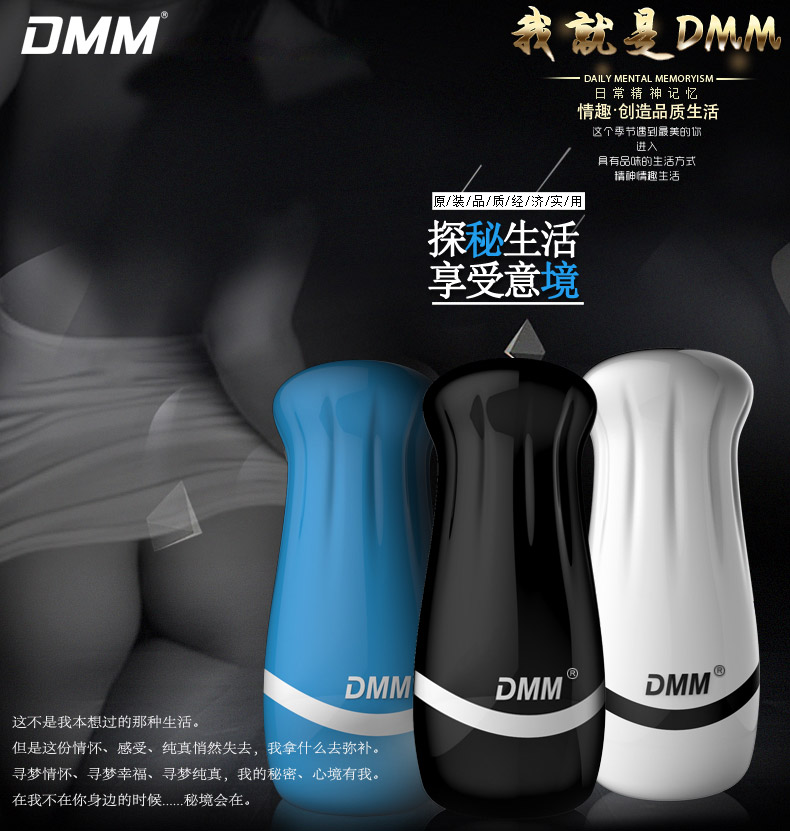 DMM®
我就是DMM
DAILY MENTAL MEMORYISM
日常精神记忆
情趣·创造品质生活
这个季节遇到最美的你
进入
具有品味的生活方式
精神情趣生活
原/装/品/质/经/济/实/用
探秘生活
享受意境
DMM
DMM®
DMM®
这不是我本想过的那种生活。
但是这份情怀、感受、纯真悄然失去，我拿什么去弥补。
寻梦情怀、寻梦幸福、寻梦纯真，我的秘密、心境有我。
在我不在你身边的时候......秘境会在。